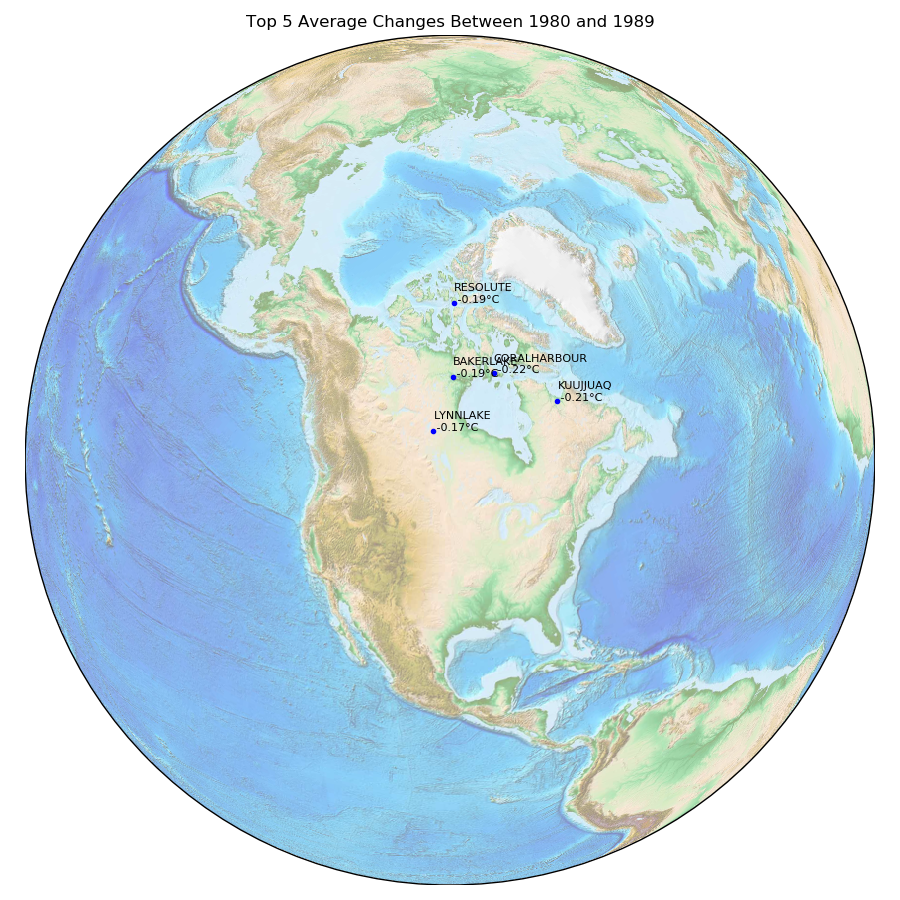 Top 5 Average Changes Between 1980 and 1989
RESOLUTE
-0.19°C
CORALHARBOUR
-0.22°C
BAKERLAKE
-0.19°C
KUUJJUAQ
-0.21°C
LYNNLAKE
-0.17°C